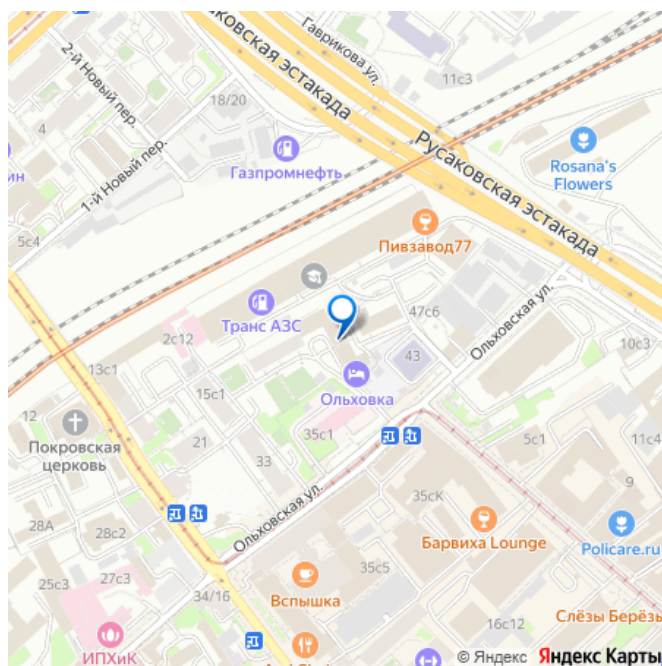 Гаврикова ул.
11с3
2-й Новый пер.
Русаковская эстакада
18/20
4
Газпромнефть
Русаковская эстакада
Rosana's
Flowers
ин
1-й Новый пер.
5с4
Пивзавод77
Транс АЗС
47с6
Ольховская ул.
2с12
43
10с3
13с1
15с1
Ольховка
12
Покровская
церковь
21
35с1
5с1
11с4
33
9
28А
28с2
Ольховская ул.
35сК
Барвиха Lounge
Policare.ru
25с3
27с3
34/16
35с5
Вспышка
16с12
Слёзы Берёзы
ИПХиК
© Яндекс Яндекс Карты